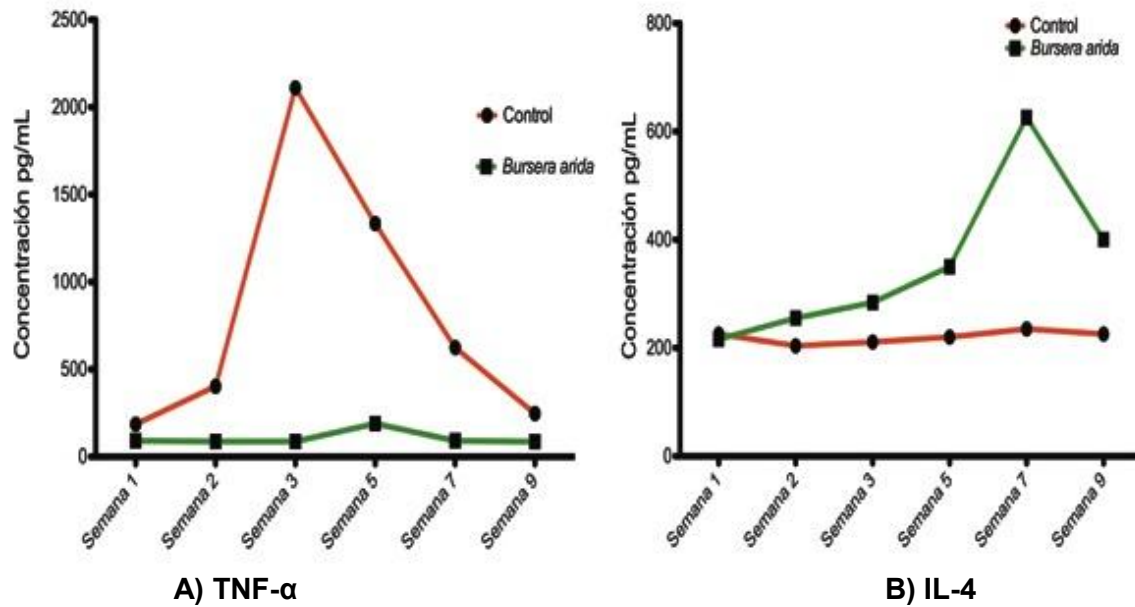 2500
2000
1500
1000
500
0
Concentración pg/mL
Control
Bursera arida
Semana 1
Semana 2
Semana 3
Semana 5
Semana 7
Semana 9
A) TNF-α
800
600
400
200
0
Concentración pg/mL
Control
Bursera arida
Semana 1
Semana 2
Semana 3
Semana 5
Semana 7
Semana 9
B) IL-4